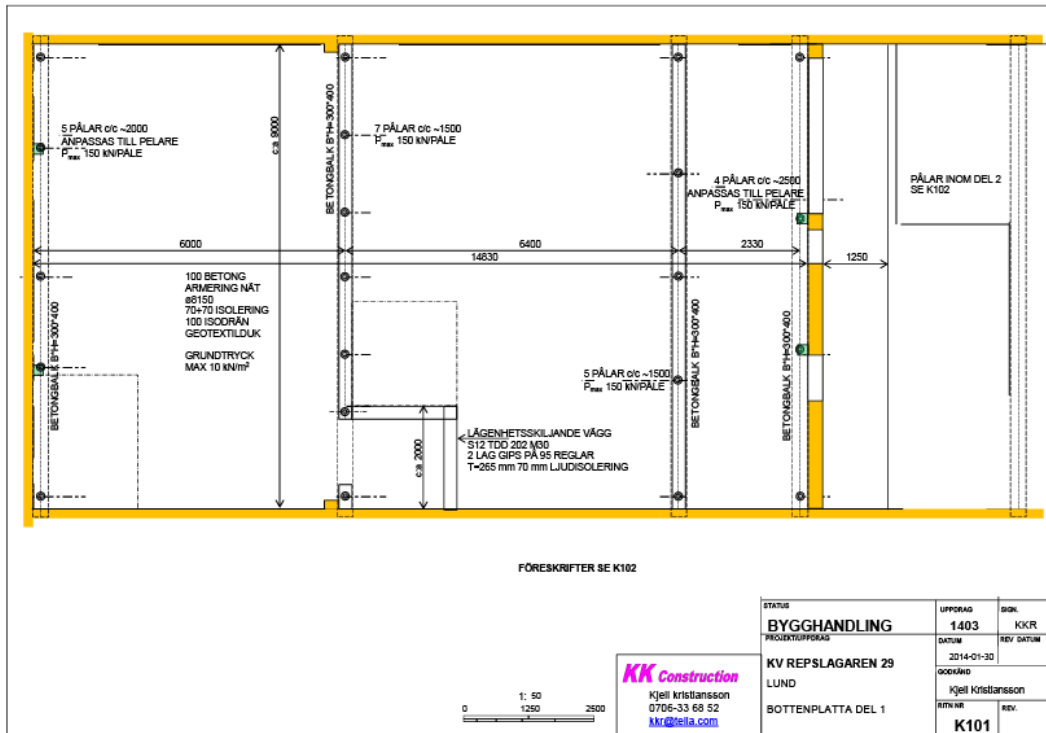 5 PÅLAR c/c ~2000
ANPASSAS TILL PELARE
Pmax 150 kN/PÅLE
c:a 9000
BETONGBALK B*H=300*400
7 PÅLAR c/c ~1500
Pmax 150 kN/PÅLE
4 PÅLAR c/c ~2500
ANPASSAS TILL PELARE
Pmax 150 kN/PÅLE
PÅLAR INOM DEL 2
SE K102
6000
6400
2330
14830
1250
100 BETONG
ARMERING NÄT
ø8150
70+70 ISOLERING
100 ISODRÄN
GEOTEXTILDUK
GRUNDTRYCK
MAX 10 kN/m²
BETONGBALK B*H=300*400
BETONGBALK B*H=300*400
BETONGBALK B*H=300*400
5 PÅLAR c/c ~1500
Pmax 150 kN/PÅLE
c:a 2000
LÄGENHETSSKILJANDE VÄGG
S12 TDD 202 M30
2 LAG GIPS PÅ 95 REGLAR
T=265 mm 70 mm LJUDISOLERING
FÖRESKRIFTER SE K102
1: 50
0 1250 2500
KK Construction
Kjell kristiansson
0706-33 68 52
kkr@telia.com
STATUS
BYGGHANDLING
PROJEKT/UPPDRAG
KV REPSLAGAREN 29
LUND
BOTTENPLATTA DEL 1
UPPDRAG
1403
SIGN.
KKR
DATUM
2014-01-30
REV DATUM
GODKÄND
Kjell Kristiansson
RITN NR
K101
REV.